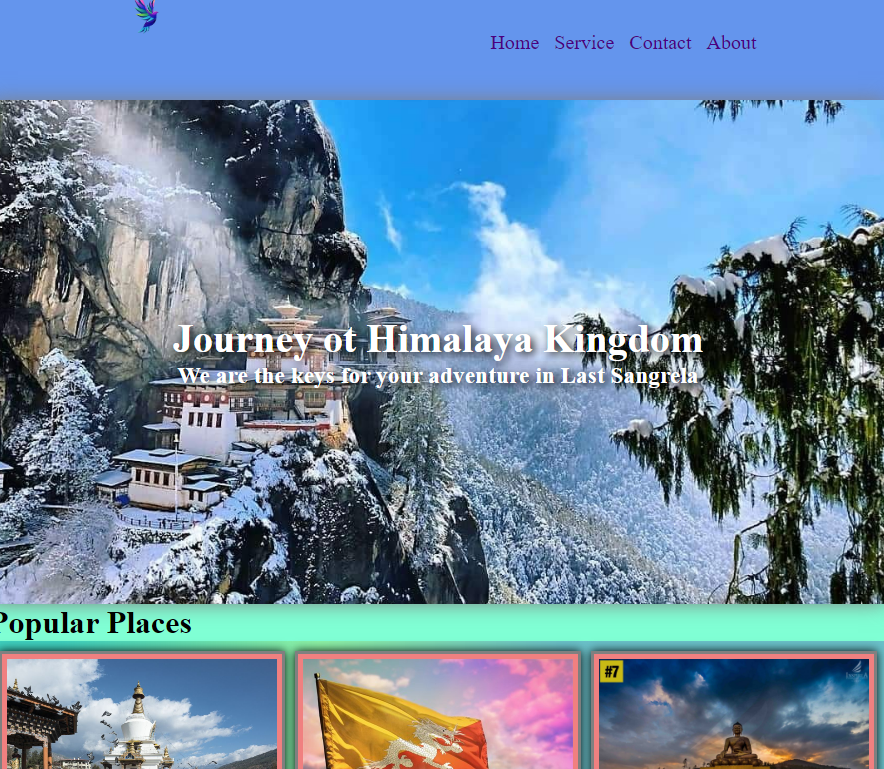 Home Service Contact About
Journey ot Himalaya Kingdom
We are the keys for your adventure in Last Sangrela
Popular Places
#7